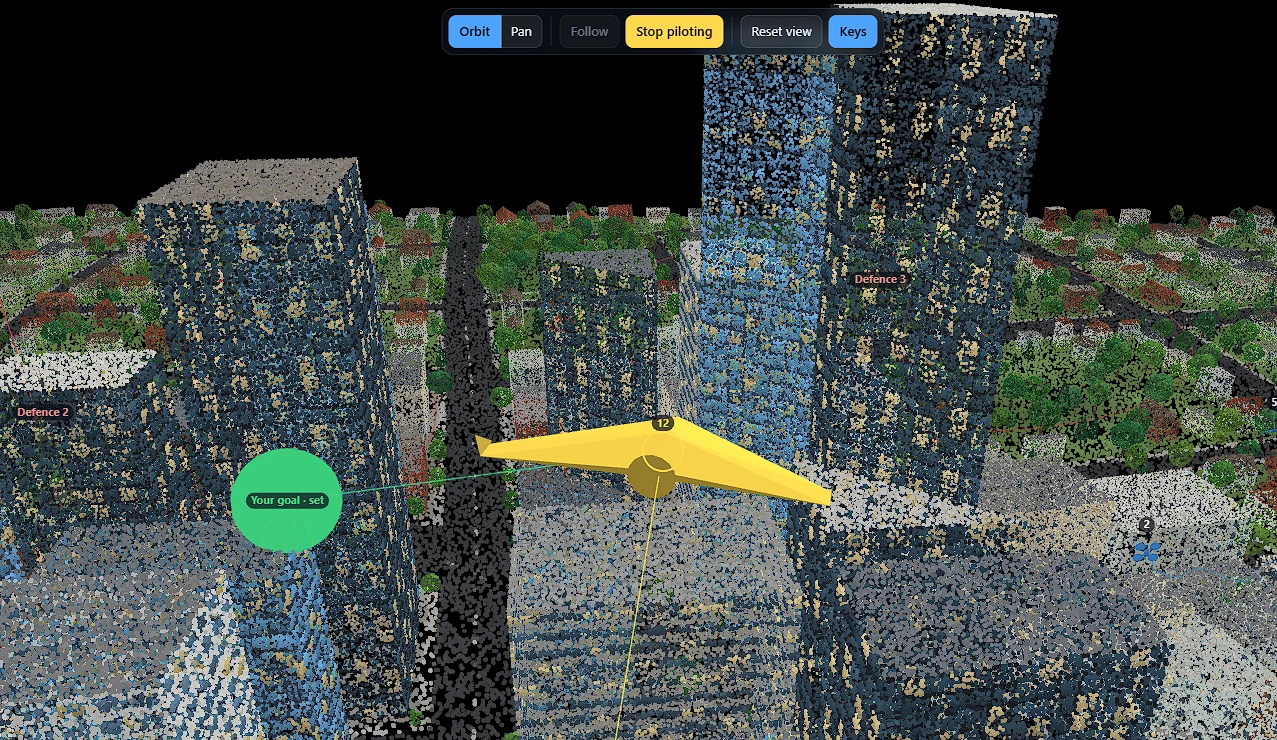 Orbit Pan Follow Stop piloting Reset view Keys
Defence 3
Defence 2
12
Your goal · set
2